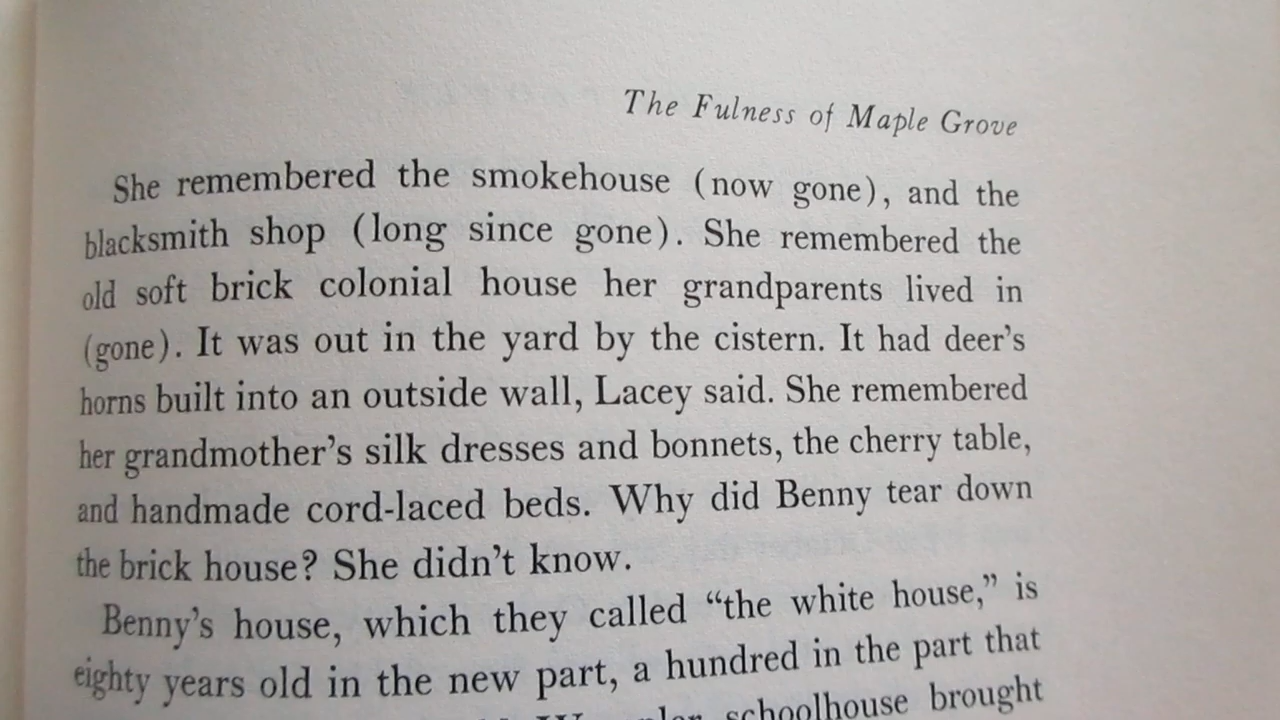 The Fulness of Maple Grove
She remembered the smokehouse (now gone), and the
blacksmith shop (long since gone). She remembered the
old soft brick colonial house her grandparents lived in
(gone). It was out in the yard by the cistern. It had deer's
horns built into an outside wall, Lacey said. She remembered
her grandmother's silk dresses and bonnets, the cherry table,
and handmade cord-laced beds. Why did Benny tear down
the brick house? She didn't know.
Benny's house, which they called “the white house,” is
eighty years old in the new part, a hundred in the part that
schoolhouse brought